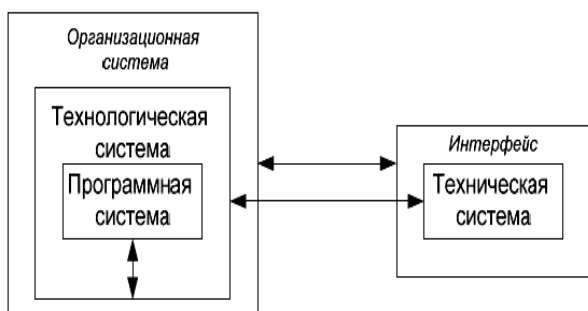 Организационная
система
Технологическая
система
Программная
система
Интерфейс
Техническая
система